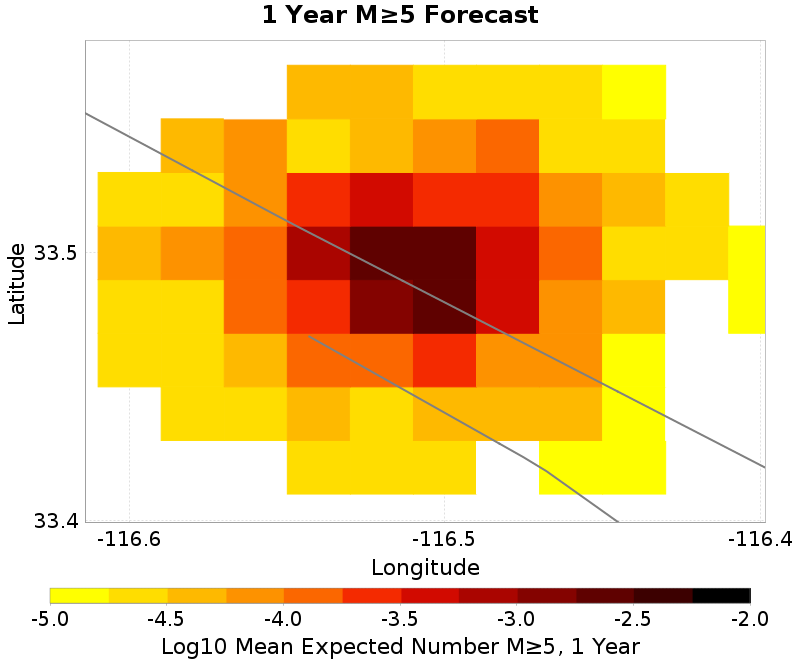 1 Year M≥5 Forecast
Latitude
33.5
33.4
-116.6 -116.5 -116.4
Longitude
-5.0 -4.5 -4.0 -3.5 -3.0 -2.5 -2.0
Log10 Mean Expected Number M≥5, 1 Year